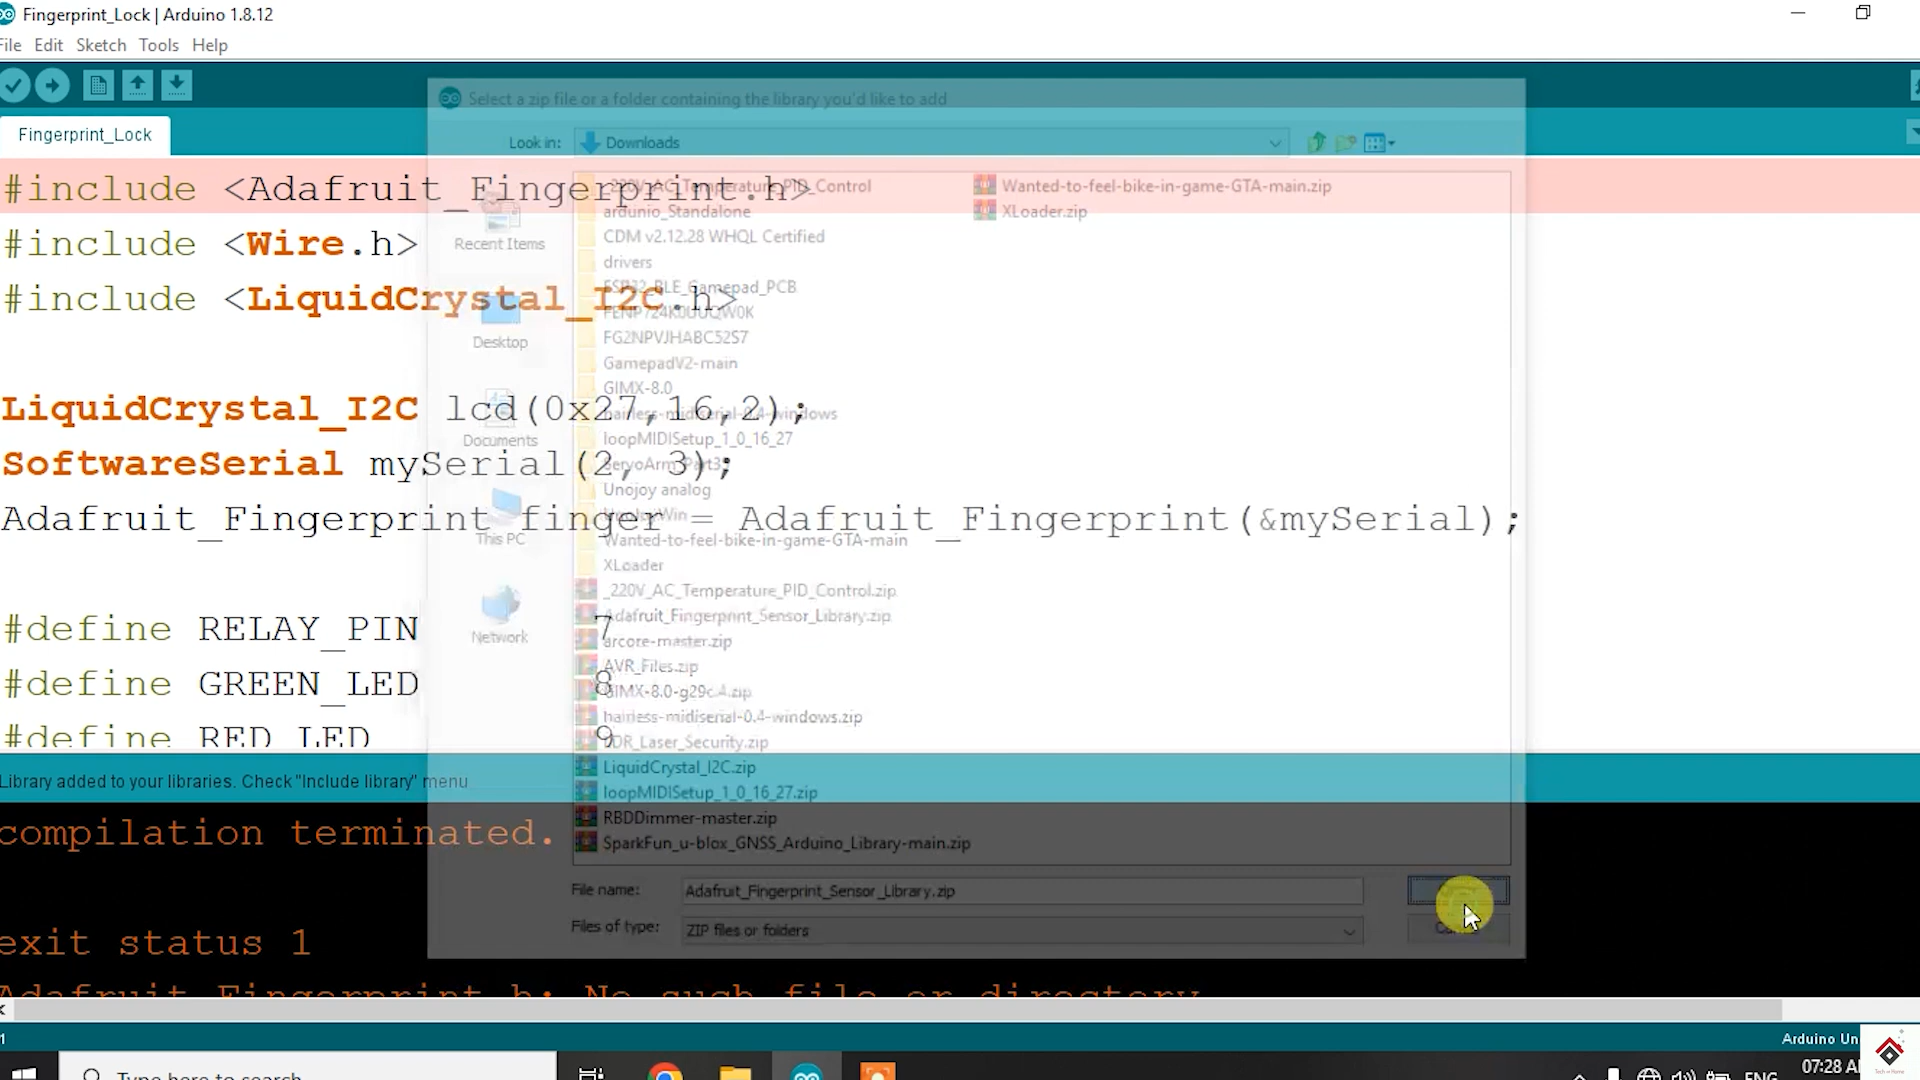 Fingerprint_Lock | Arduino 1.8.12
File Edit Sketch Tools Help
Select a zip file or a folder containing the library you'd like to add
Fingerprint_Lock
Look in: Downloads
#include <Adafruit_Fingerprint.h>
#include <Wire.h>
#include <LiquidCrystal_I2C.h>
LiquidCrystal_I2C lcd(0x27,16,2);
SoftwareSerial mySerial(2, 3);
Adafruit_Fingerprint finger = Adafruit_Fingerprint(&mySerial);
#define RELAY_PIN 7
#define GREEN_LED 8
#define RED_LED 9
Recent Items
Desktop
Documents
This PC
Network
_220V_AC_Temperature_PID_Control
ardunio_Standalone
CDM v2.12.28 WHQL Certified
drivers
ESP32_BLE_Gamepad_PCB
FG2NPVJHABC52S7
GamepadV2-main
GIMX-8.0
hairless-midiserial-0.4-windows
loopMIDISetup_1_0_16_27
ServoArm_Part3
Unojoy analog
Wanted-to-feel-bike-in-game-GTA-main
XLoader
_220V_AC_Temperature_PID_Control.zip
Adafruit_Fingerprint_Sensor_Library.zip
arcore-master.zip
AVR_Files.zip
GIMX-8.0-g29c-4.zip
hairless-midiserial-0.4-windows.zip
LDR_Laser_Security.zip
LiquidCrystal_I2C.zip
loopMIDISetup_1_0_16_27.zip
RBDDimmer-master.zip
SparkFun_u-blox_GNSS_Arduino_Library-main.zip
Wanted-to-feel-bike-in-game-GTA-main.zip
XLoader.zip
File name: Adafruit_Fingerprint_Sensor_Library.zip
Files of type: ZIP files or folders
Library added to your libraries. Check "Include library" menu
compilation terminated.
exit status 1
Adafruit_Fingerprint.h: No such file or directory
1
Arduino Un
Type here to search
ENG
07:28 A